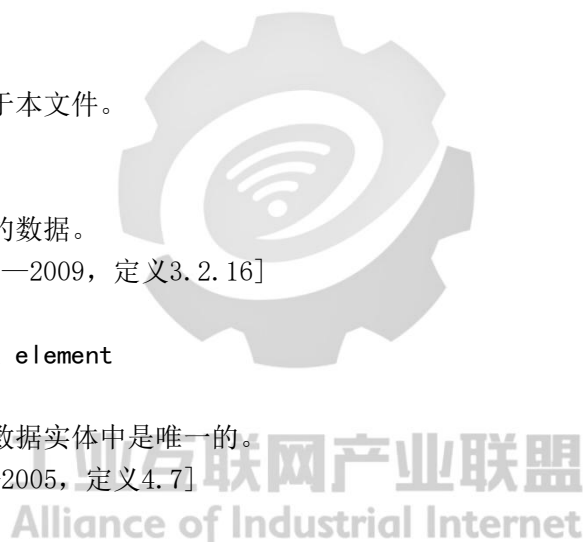 于本文件。
的数据。
—2009，定义3.2.16]
element
数据实体中是唯一的。
2005，定义4.7]
工业互联网产业联盟
Alliance of Industrial Internet